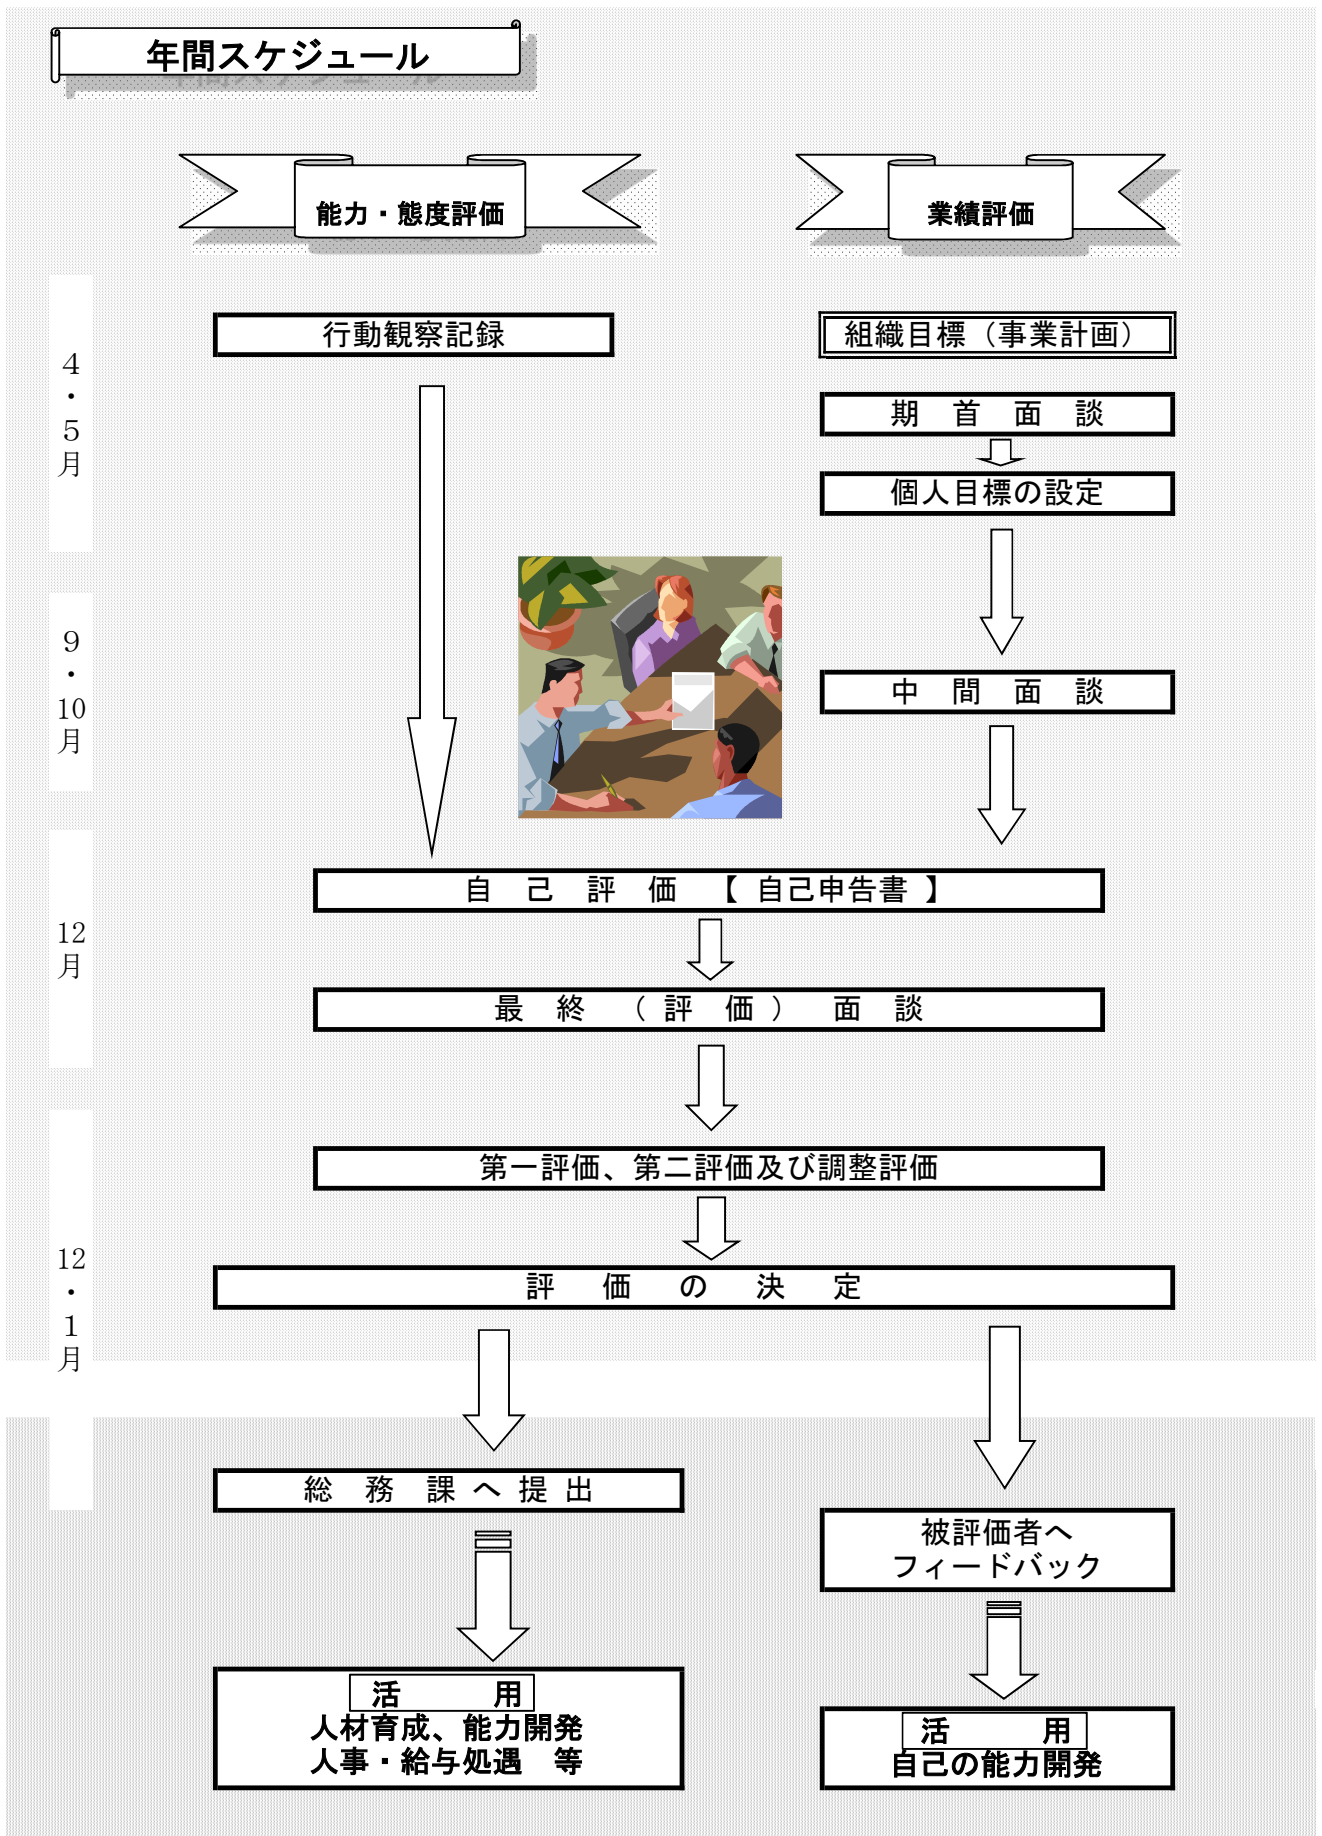 年間スケジュール
能力・態度評価
業績評価
4
・
5
月
行動観察記録
組織目標（事業計画）
期　首　面　談
個人目標の設定
9
・
10
月
中　間　面　談
12
月
自　己　評　価　【 自己申告書 】
最　終　（ 評　価 ）　面　談
12
・
1
月
第一評価、第二評価及び調整評価
評　価　の　決　定
総　務　課 へ 提 出
被評価者へ
フィードバック
活　　　用
人材育成、能力開発
人事・給与処遇　等
活　　　用
自己の能力開発